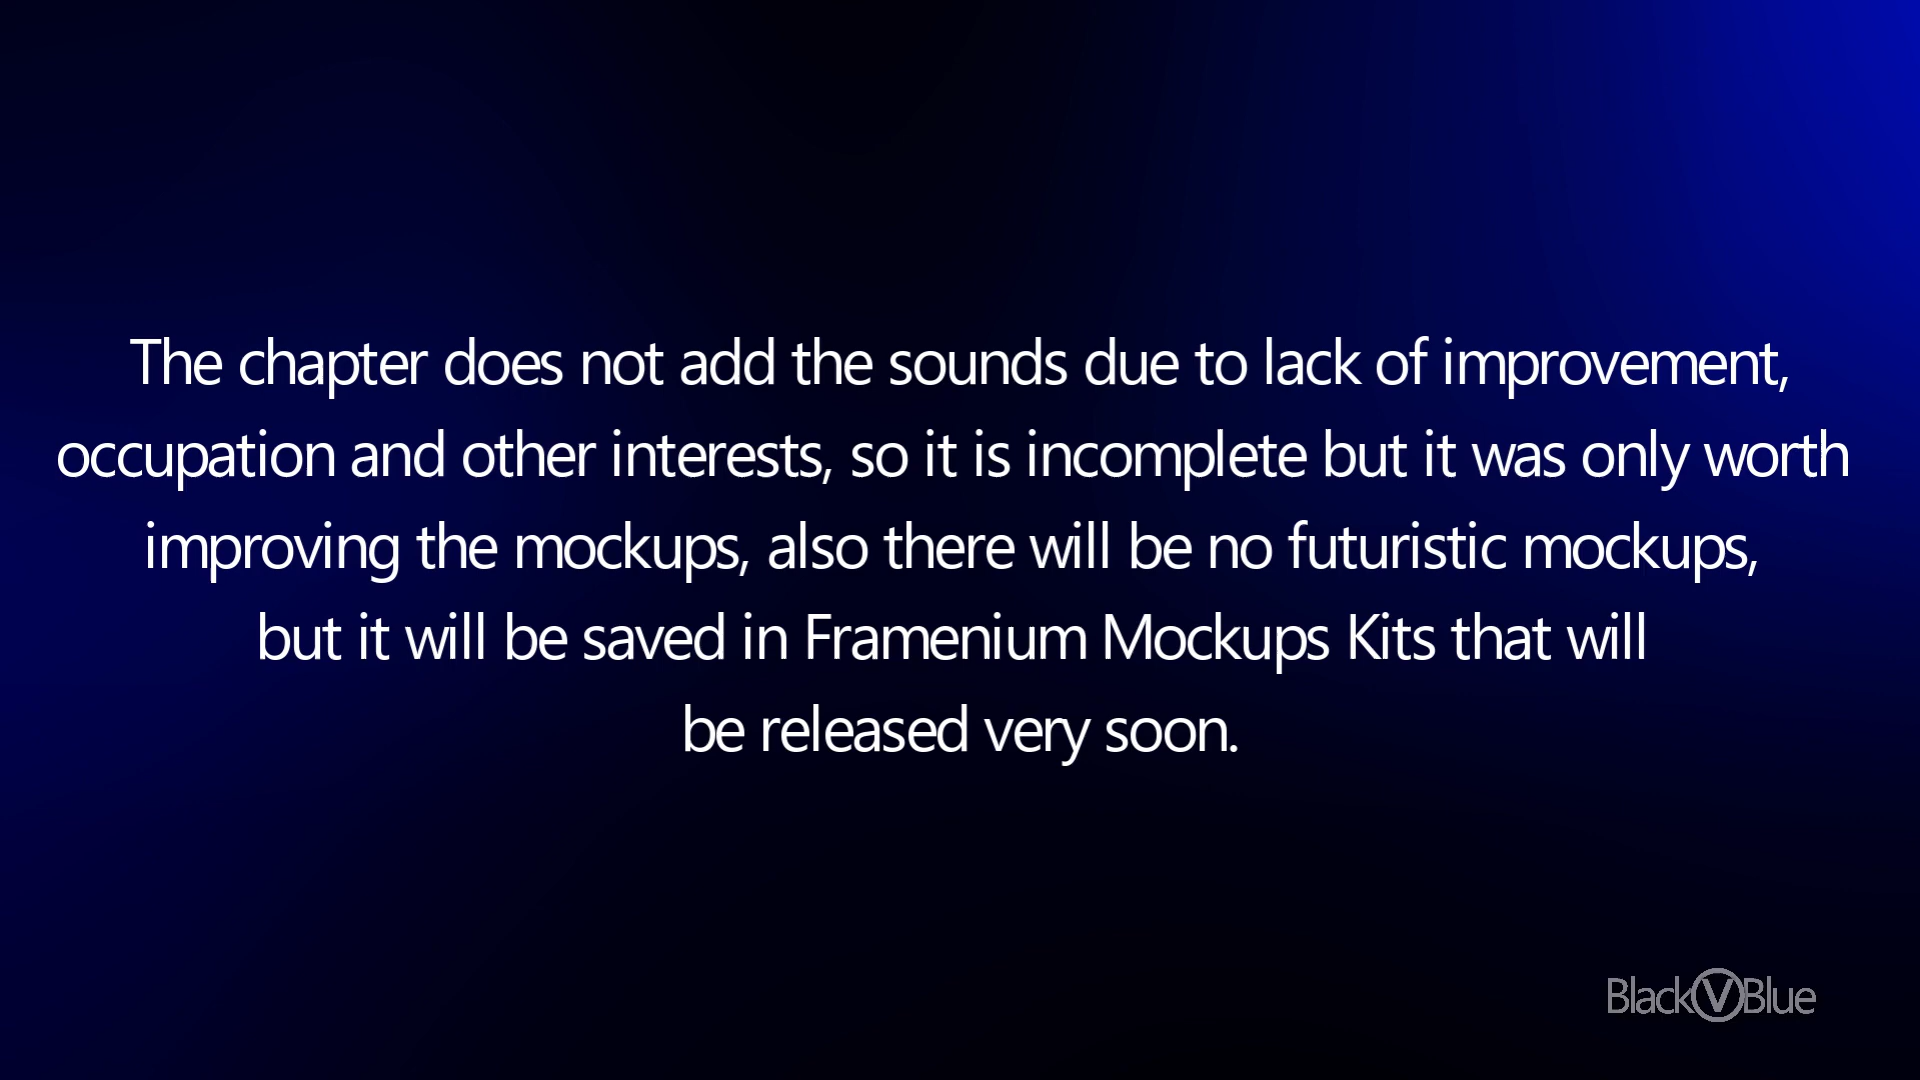 The chapter does not add the sounds due to lack of improvement,
occupation and other interests, so it is incomplete but it was only worth
improving the mockups, also there will be no futuristic mockups,
but it will be saved in Framenium Mockups Kits that will
be released very soon.
BlackVBlue